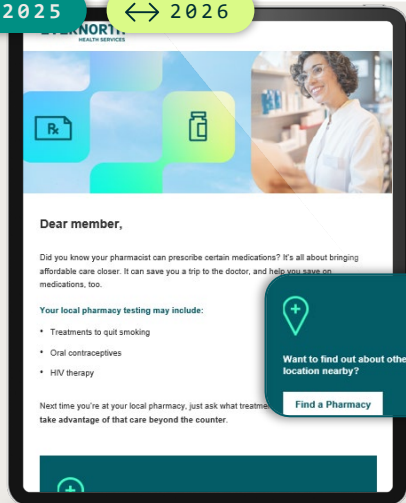 2025
↔ 2026
EVERNORTH
HEALTH SERVICES
Rx
Dear member,
Did you know your pharmacist can prescribe certain medications? It's all about bringing
affordable care closer. It can save you a trip to the doctor, and help you save on
medications, too.
Your local pharmacy testing may include:
• Treatments to quit smoking
• Oral contraceptives
• HIV therapy
Next time you're at your local pharmacy, just ask what
take advantage of that care beyond the counter.
Want to find out about
location nearby?
Find a Pharmacy